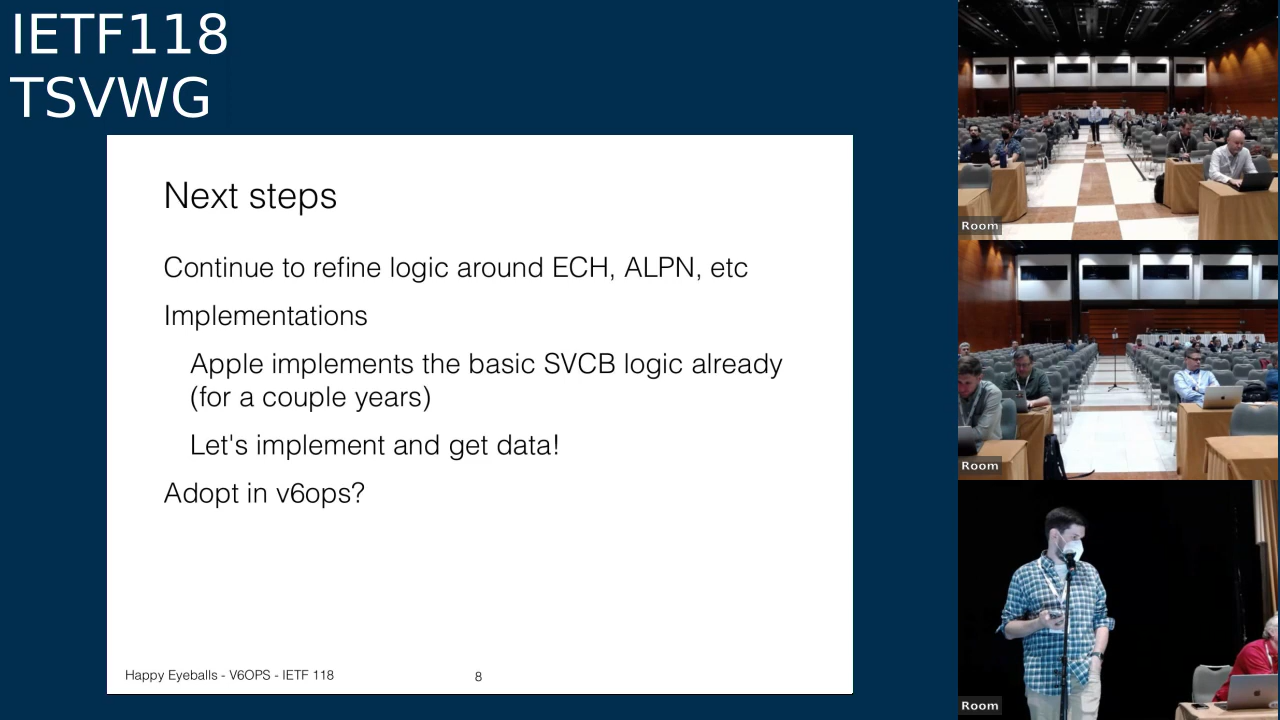 IETF118
TSVWG
Next steps
Continue to refine logic around ECH, ALPN, etc
Implementations
Apple implements the basic SVCB logic already
(for a couple years)
Let's implement and get data!
Adopt in v6ops?
Happy Eyeballs - V6OPS - IETF 118
8
Room
Room
Room